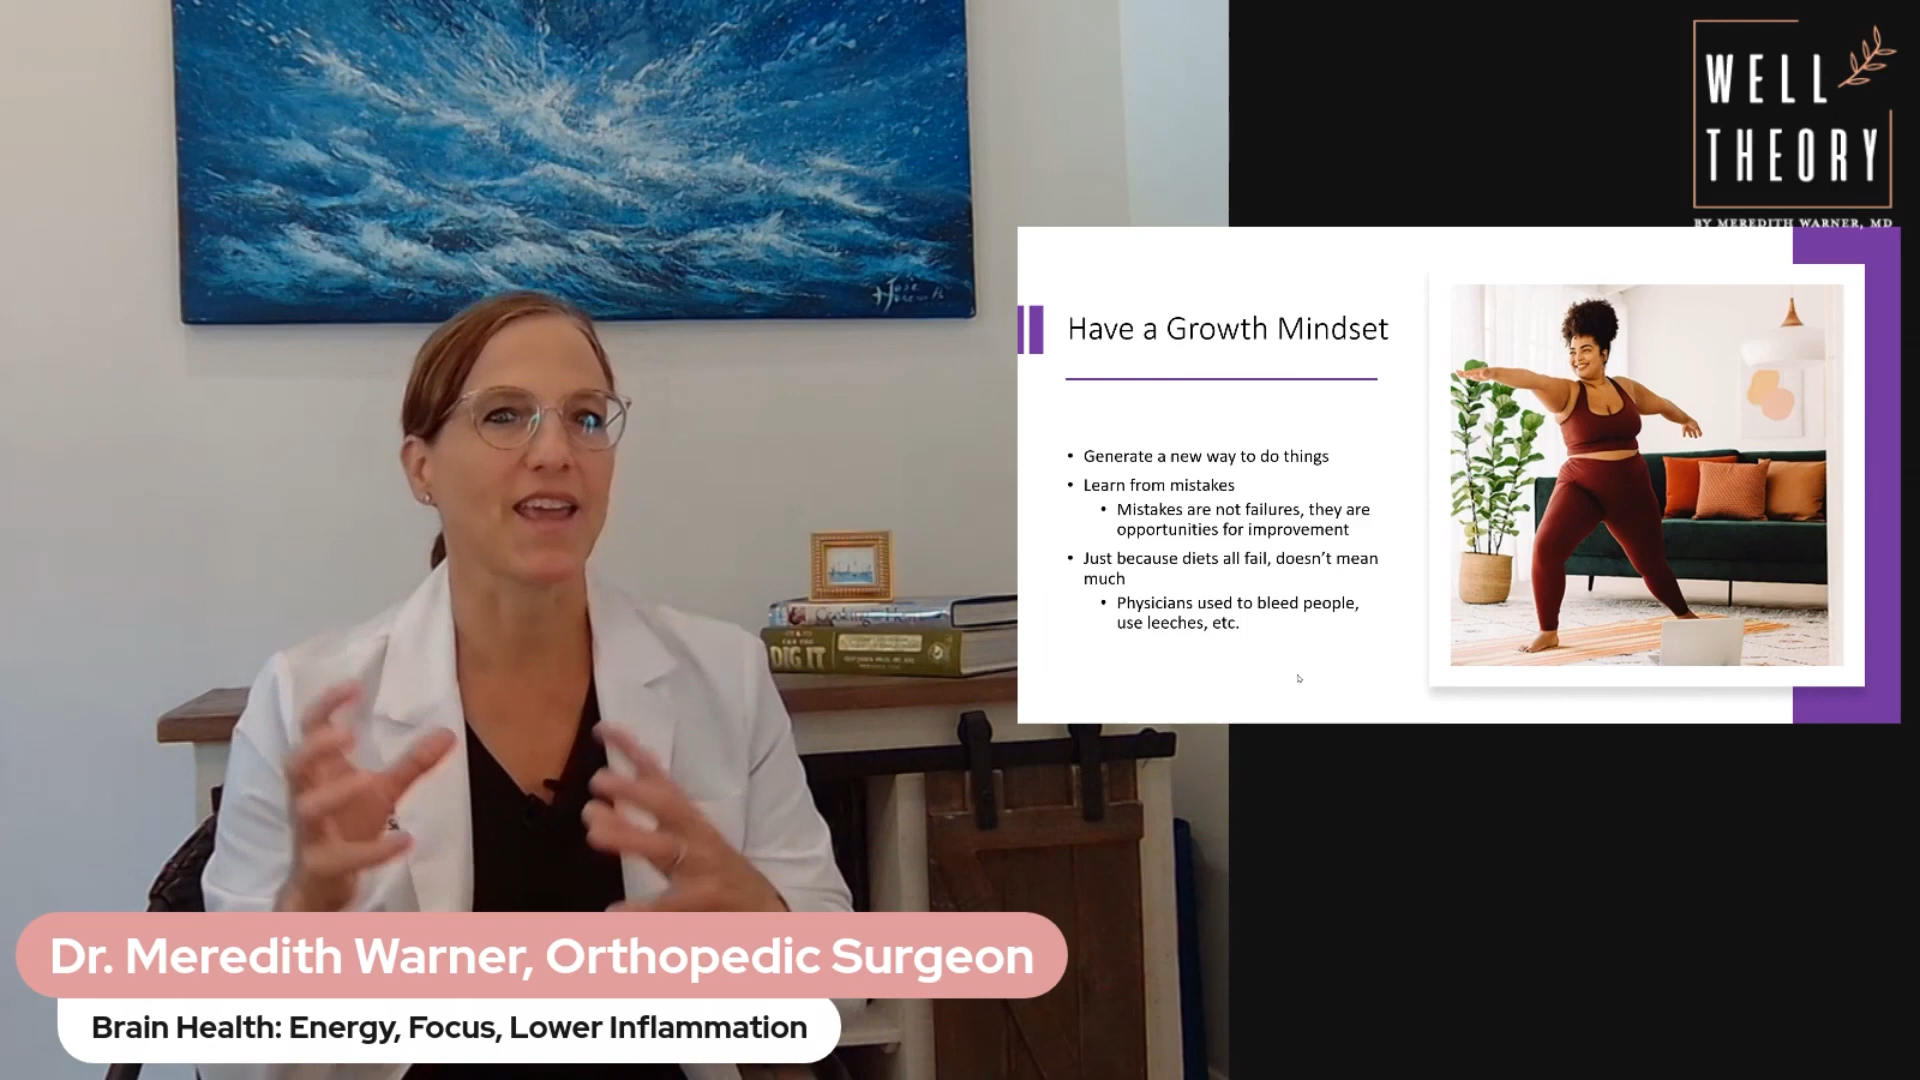 WELL
THEORY
BY MEREDITH WARNER, MD
Have a Growth Mindset
• Generate a new way to do things
• Learn from mistakes
• Mistakes are not failures, they are
opportunities for improvement
• Just because diets all fail, doesn't mean
much
• Physicians used to bleed people,
use leeches, etc.
Jose
Cooking
DIG IT
Dr. Meredith Warner, Orthopedic Surgeon
Brain Health: Energy, Focus, Lower Inflammation